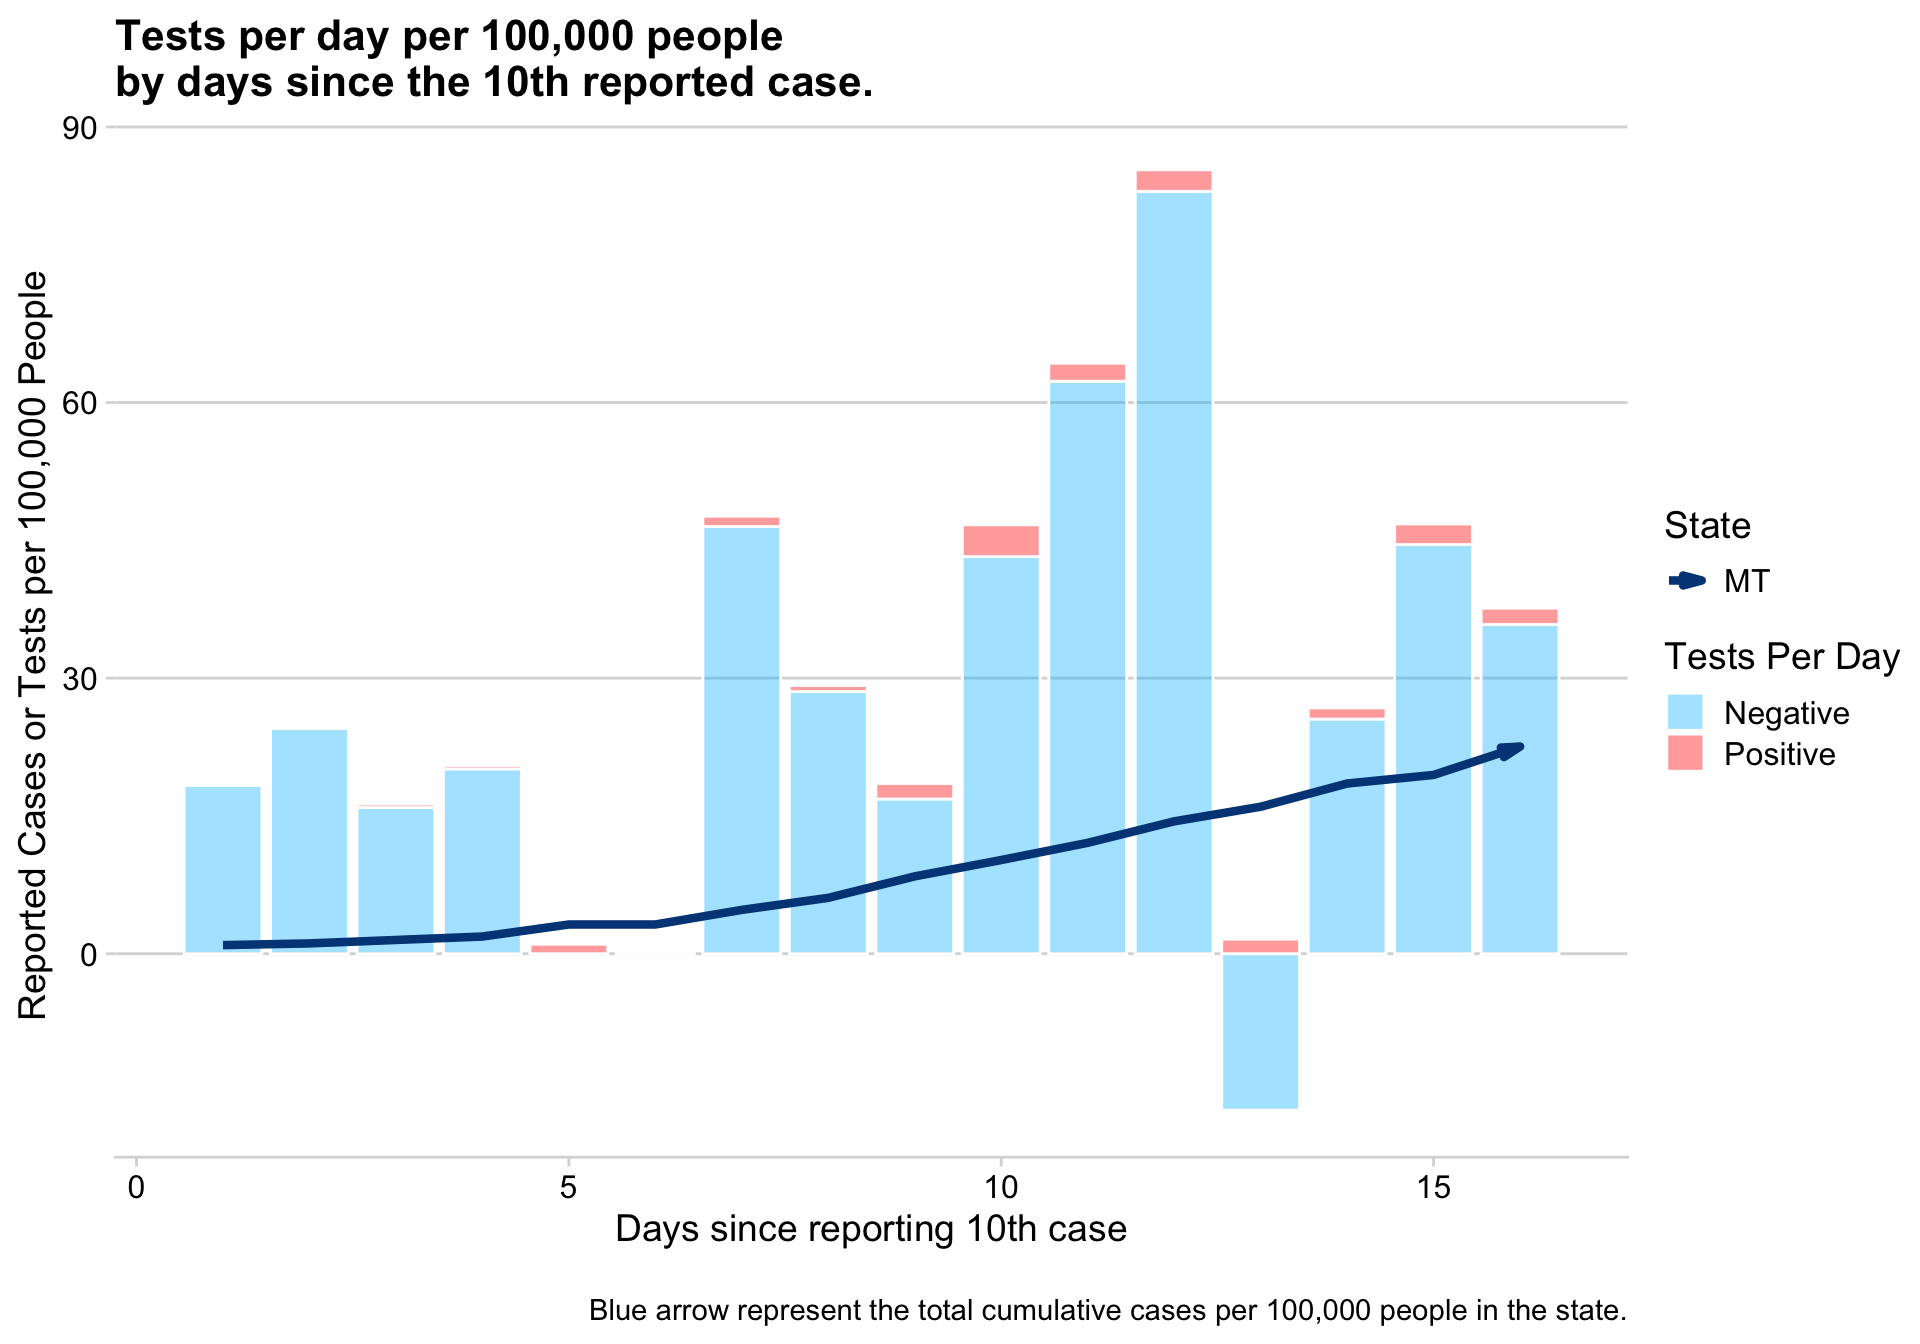 Tests per day per 100,000 people
by days since the 10th reported case.
90
60
30
0
Reported Cases or Tests per 100,000 People
0 5 10 15
Days since reporting 10th case
State
MT
Tests Per Day
Negative
Positive
Blue arrow represent the total cumulative cases per 100,000 people in the state.